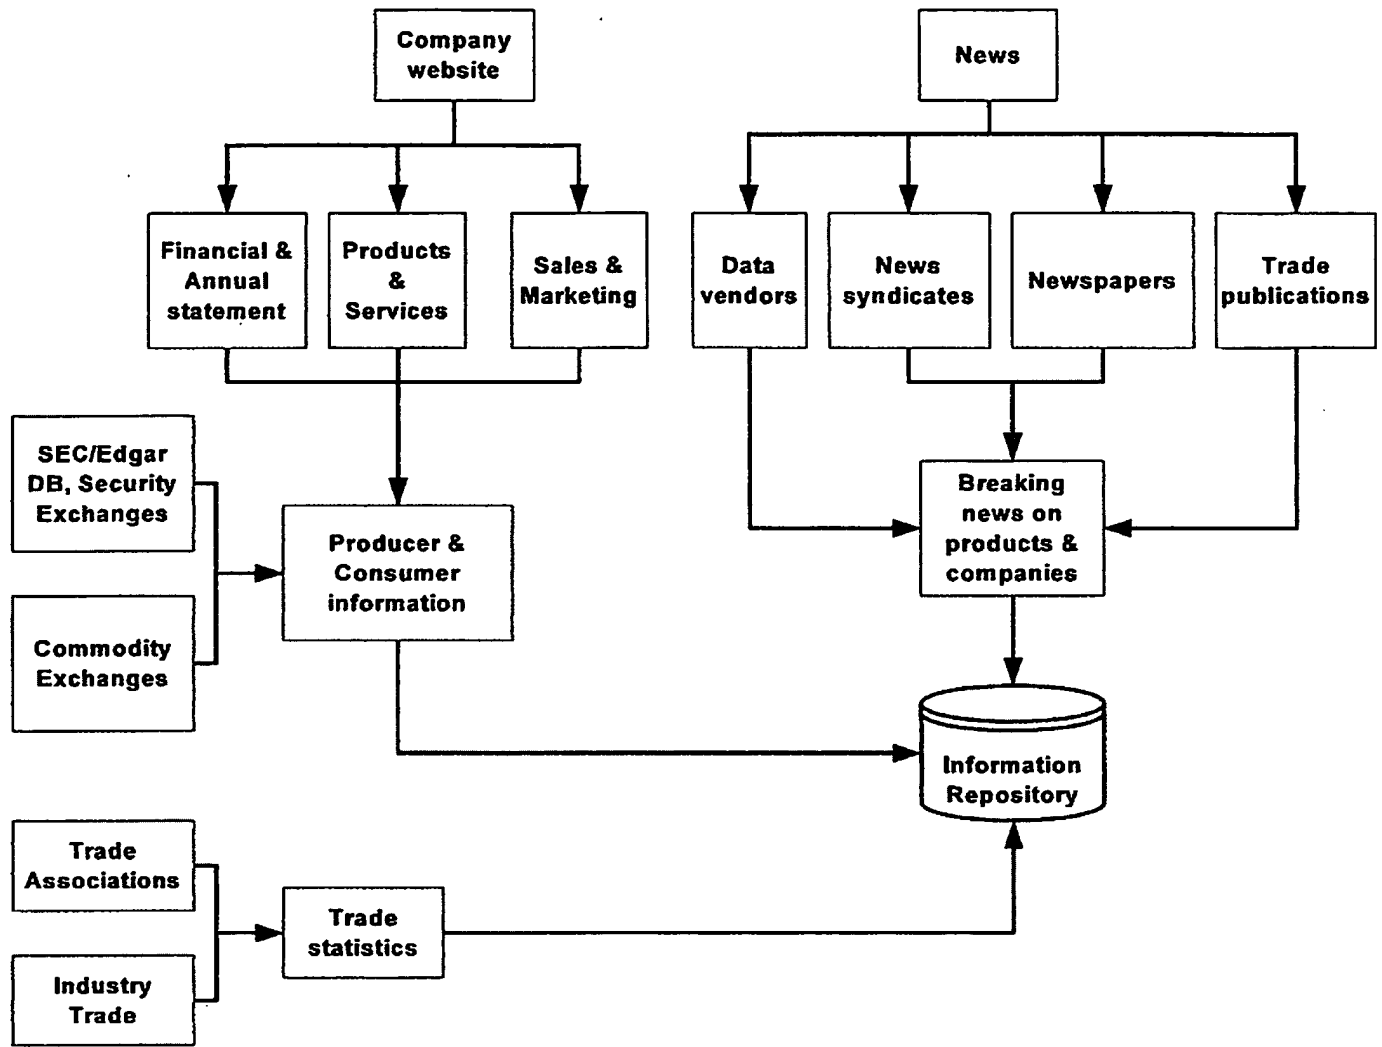 Company
website
News
Financial &
Annual
statement
Products
&
Services
Sales &
Marketing
Data
vendors
News
syndicates
Newspapers
Trade
publications
SEC/Edgar
DB, Security
Exchanges
Commodity
Exchanges
Producer &
Consumer
information
Breaking
news on
products &
companies
Information
Repository
Trade
Associations
Industry
Trade
Trade
statistics